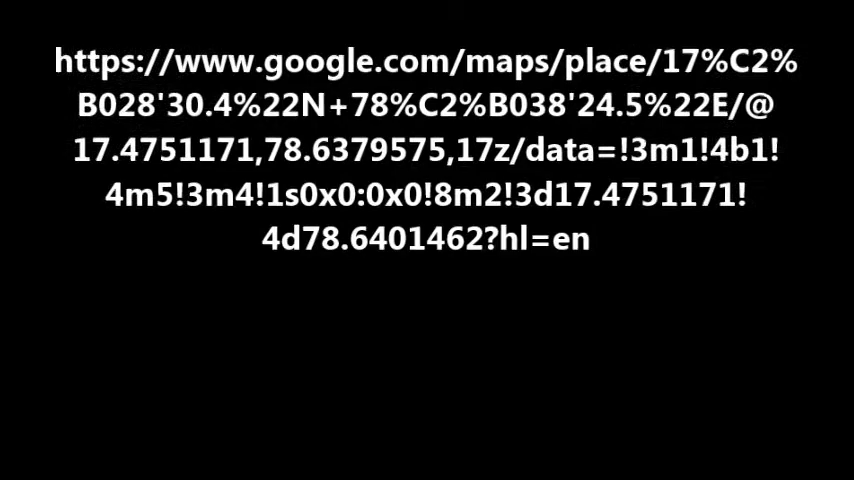 https://www.google.com/maps/place/17%C2%
B028'30.4%22N+78%C2%B038'24.5%22E/@
17.4751171,78.6379575,17z/data=!3m1!4b1!
4m5!3m4!1s0x0:0x0!8m2!3d17.4751171!
4d78.6401462?hl=en